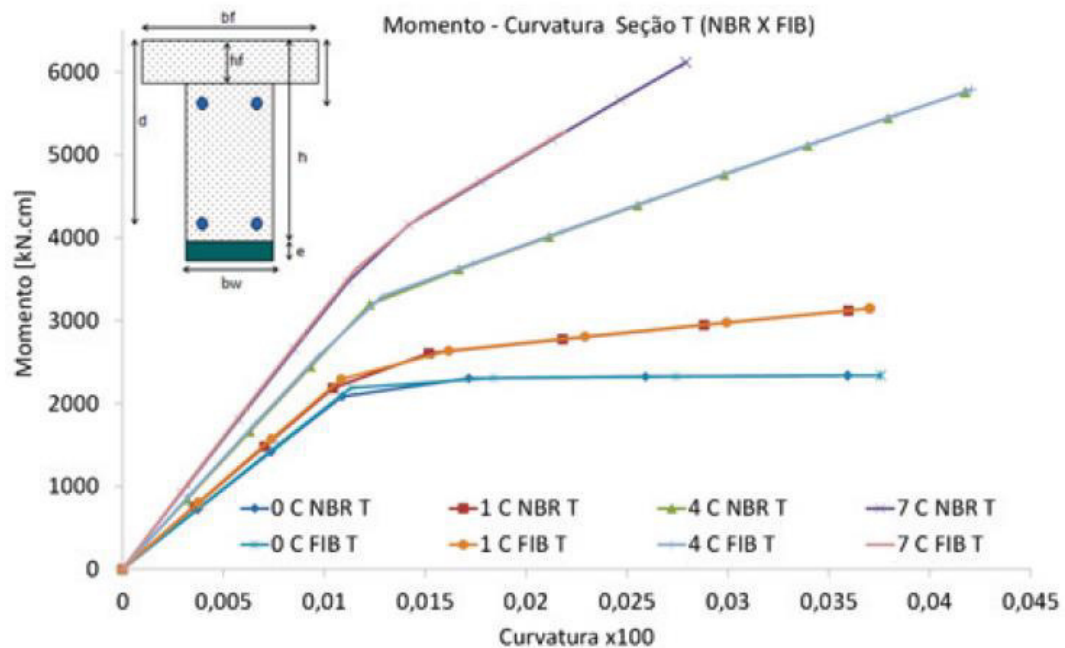 Momento - Curvatura Seção T (NBR X FIB)
bf
hf
d
h
e
bw
Momento [kN.cm]
6000
5000
4000
3000
2000
1000
0
0 C NBR T
1 C NBR T
4 C NBR T
7 C NBR T
0 C FIB T
1 C FIB T
4 C FIB T
7 C FIB T
0
0,005
0,01
0,015
0,02
0,025
0,03
0,035
0,04
0,045
Curvatura x100